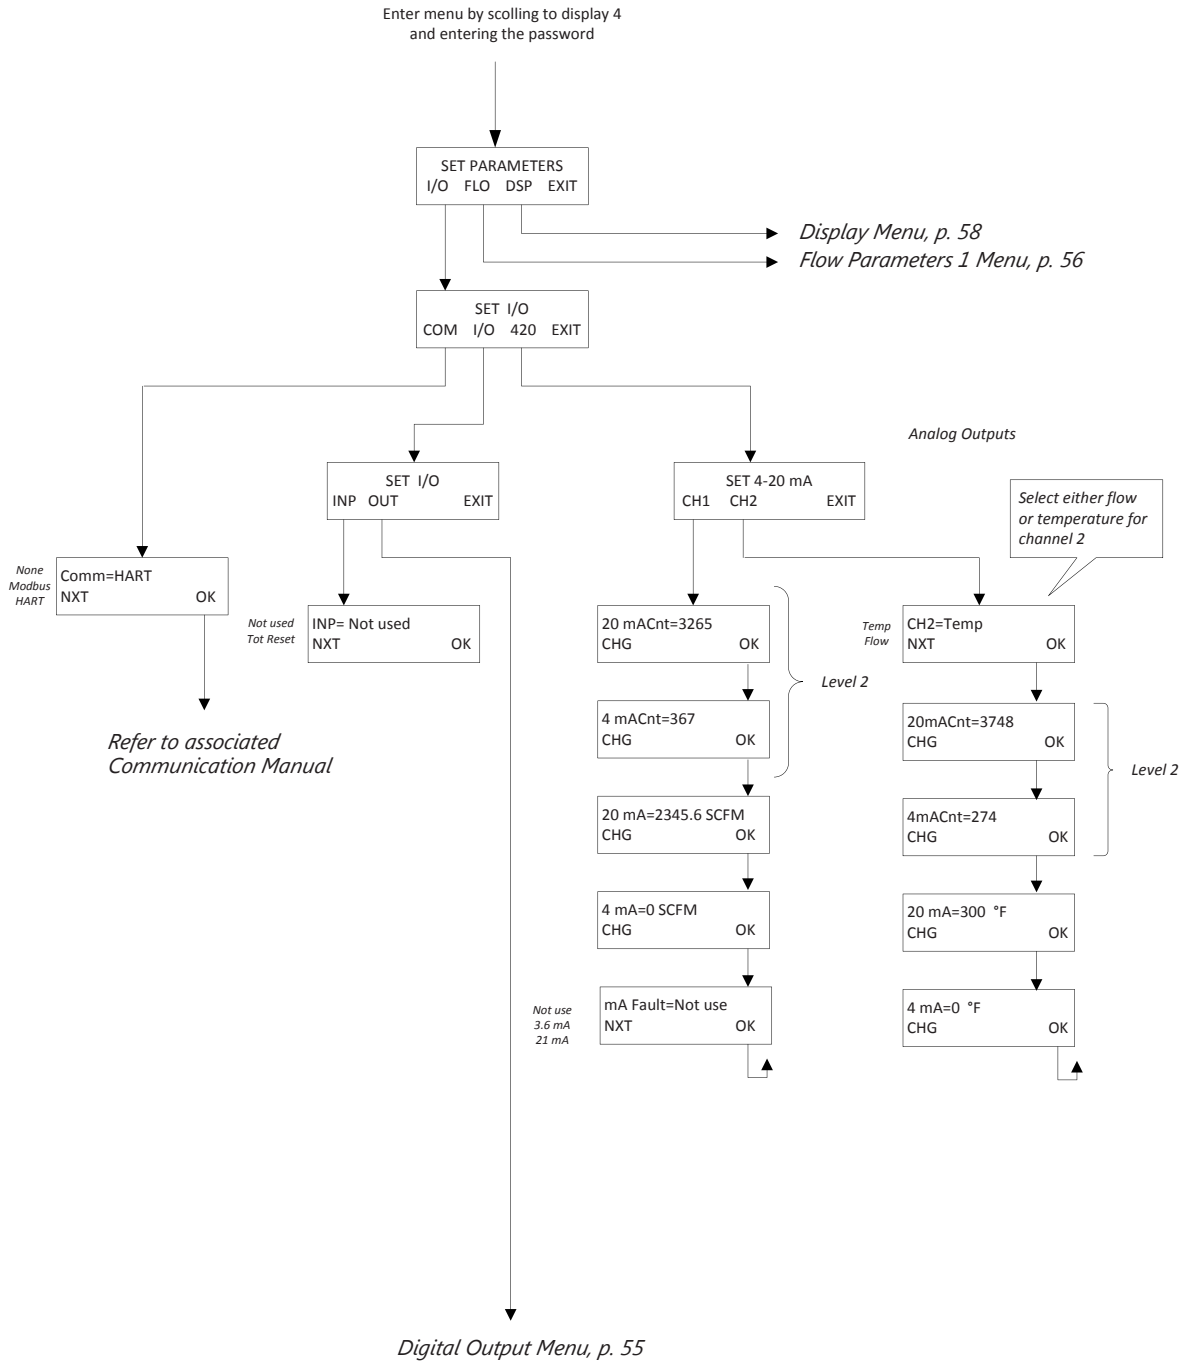 Enter menu by scolling to display 4
and entering the password
SET PARAMETERS
I/O FLO DSP EXIT
Display Menu, p. 58
Flow Parameters 1 Menu, p. 56
SET I/O
COM I/O 420 EXIT
Analog Outputs
SET I/O
INP OUT EXIT
SET 4-20 mA
CH1 CH2 EXIT
Select either flow
or temperature for
channel 2
None
Modbus
HART
Comm=HART
NXT OK
Not used
Tot Reset
INP= Not used
NXT OK
20 mACnt=3265
CHG OK
Temp
Flow
CH2=Temp
NXT OK
Level 2
4 mACnt=367
CHG OK
20mACnt=3748
CHG OK
Refer to associated
Communication Manual
Level 2
20 mA=2345.6 SCFM
CHG OK
4mACnt=274
CHG OK
4 mA=0 SCFM
CHG OK
20 mA=300 °F
CHG OK
Not use
3.6 mA
21 mA
mA Fault=Not use
NXT OK
4 mA=0 °F
CHG OK
Digital Output Menu, p. 55